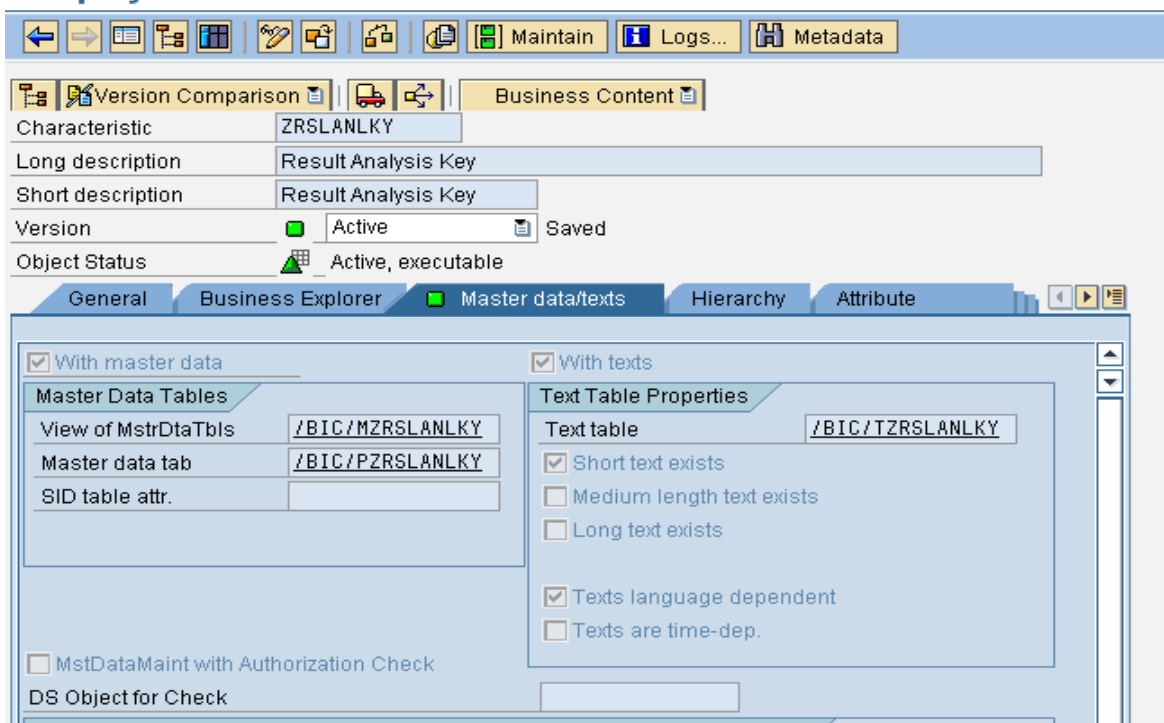 Maintain Logs... Metadata
Version Comparison Business Content
Characteristic ZRSLANLKY
Long description Result Analysis Key
Short description Result Analysis Key
Version Active Saved
Object Status Active, executable
General Business Explorer Master data/texts Hierarchy Attribute
With master data With texts
Master Data Tables Text Table Properties
View of MstrDtaTbls /BIC/MZRSLANLKY Text table /BIC/TZRSLANLKY
Master data tab /BIC/PZRSLANLKY Short text exists
SID table attr. Medium length text exists
Long text exists
Texts language dependent
Texts are time-dep.
MstDataMaint with Authorization Check
DS Object for Check